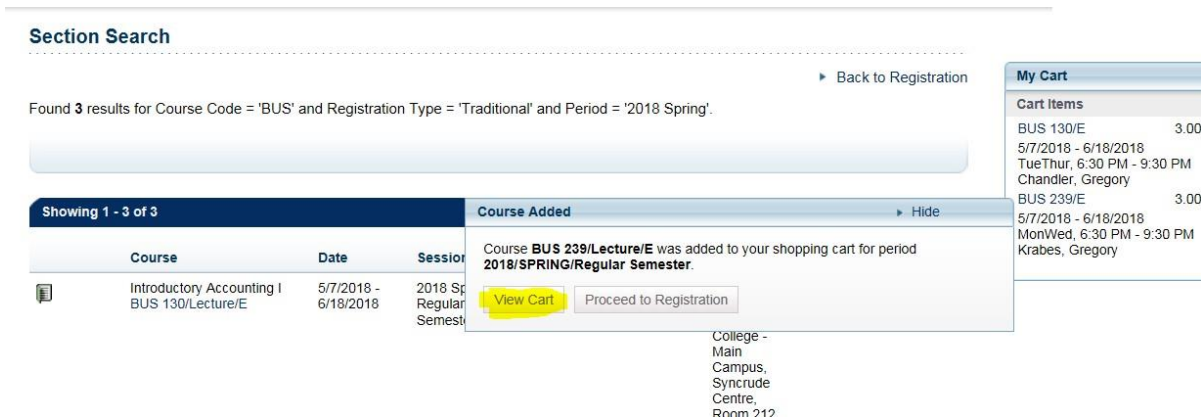 Section Search
Back to Registration
Found 3 results for Course Code = 'BUS' and Registration Type = 'Traditional' and Period = '2018 Spring'.
My Cart
Cart Items
BUS 130/E 3.00
5/7/2018 - 6/18/2018
TueThur, 6:30 PM - 9:30 PM
Chandler, Gregory
BUS 239/E 3.00
5/7/2018 - 6/18/2018
MonWed, 6:30 PM - 9:30 PM
Krabes, Gregory
Showing 1 - 3 of 3
Course Added
Hide
Course BUS 239/Lecture/E was added to your shopping cart for period
2018/SPRING/Regular Semester.
View Cart Proceed to Registration
Course Date Session
Introductory Accounting I
BUS 130/Lecture/E
5/7/2018 -
6/18/2018
2018 Sp
Regular
Semest
College -
Main
Campus,
Syncrude
Centre,
Room 212